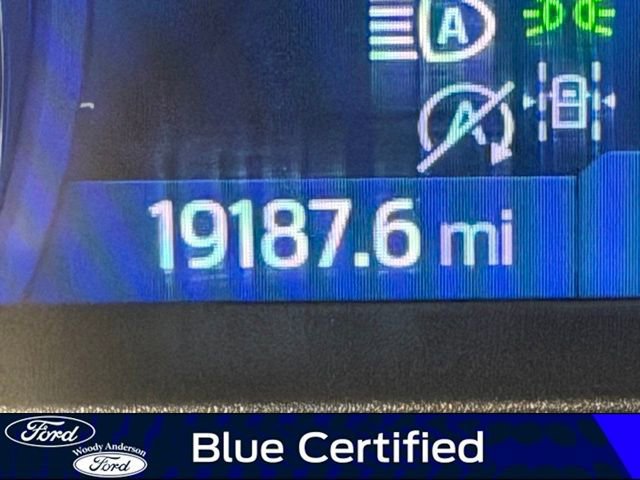 A
A
19187.6 mi
Ford
Woody Anderson
Ford
Blue Certified